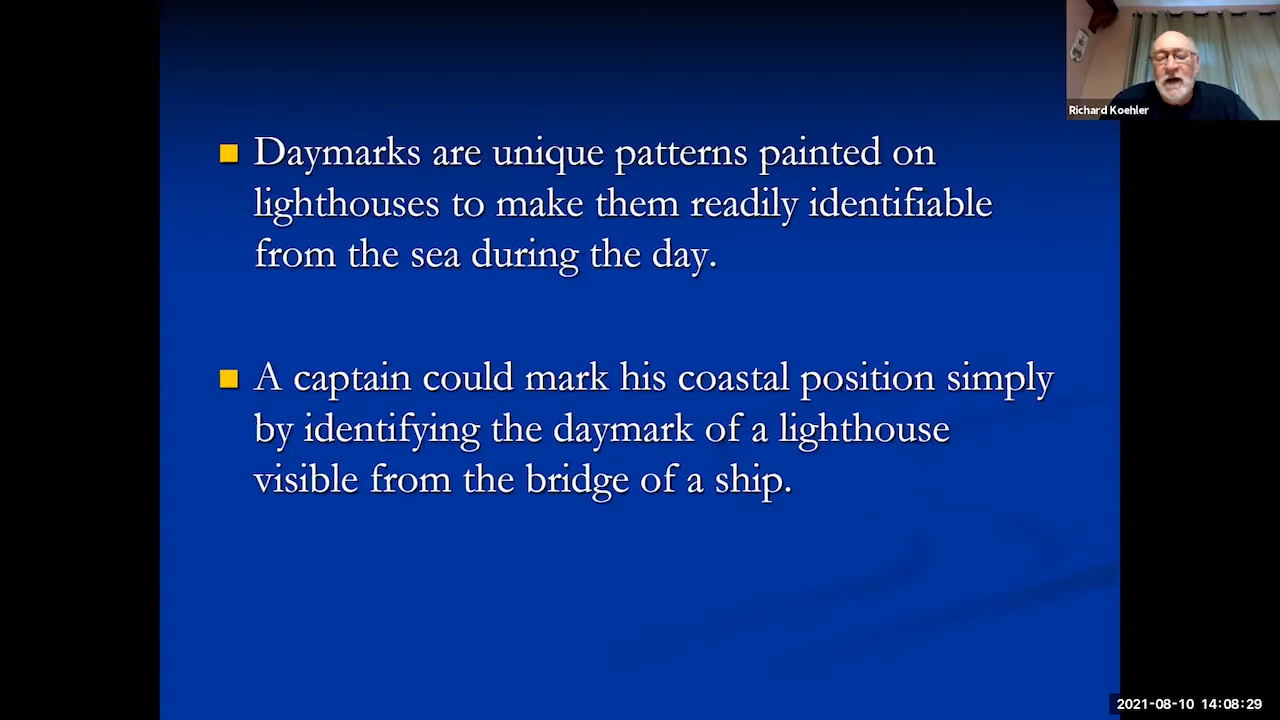 Richard Koehler
Daymarks are unique patterns painted on
lighthouses to make them readily identifiable
from the sea during the day.
A captain could mark his coastal position simply
by identifying the daymark of a lighthouse
visible from the bridge of a ship.
2021-08-10 14:08:29